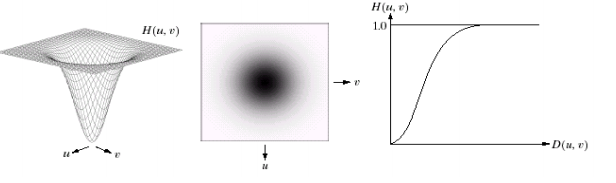 H(u, v)
u
v
v
u
H(u, v)
1.0
D(u, v)